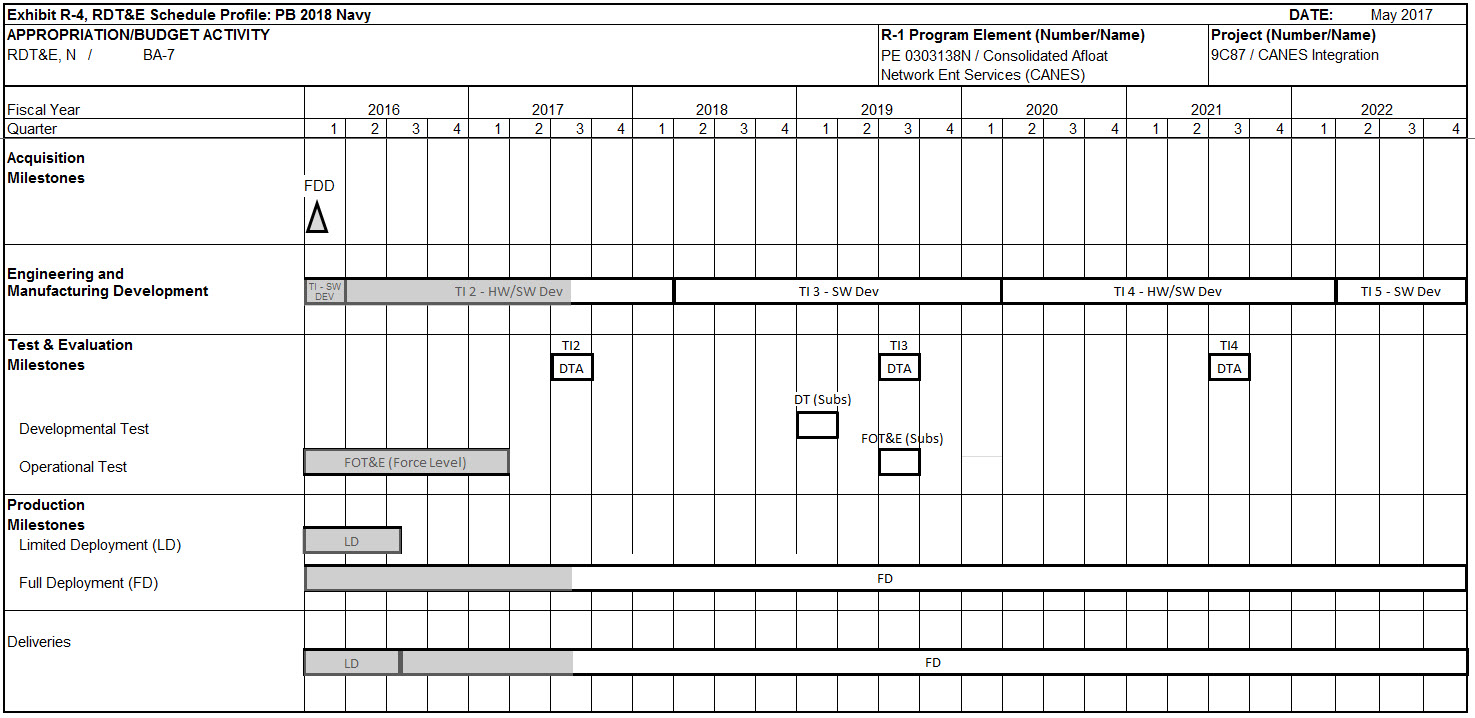 Exhibit R-4, RDT&E Schedule Profile: PB 2018 Navy DATE: May 2017
APPROPRIATION/BUDGET ACTIVITY R-1 Program Element (Number/Name) Project (Number/Name)
RDT&E, N / BA-7 PE 0303138N / Consolidated Afloat 9C87 / CANES Integration
Network Ent Services (CANES)
Fiscal Year 2016 2017 2018 2019 2020 2021 2022
Quarter 1 2 3 4 1 2 3 4 1 2 3 4 1 2 3 4 1 2 3 4 1 2 3 4 1 2 3 4
Acquisition
Milestones
FDD
Engineering and
Manufacturing Development
TI - SW
DEV
TI 2 - HW/SW Dev TI 3 - SW Dev TI 4 - HW/SW Dev TI 5 - SW Dev
Test & Evaluation TI2 TI3 TI4
Milestones DTA DTA DTA
DT (Subs)
Developmental Test
FOT&E (Subs)
Operational Test FOT&E (Force Level)
Production
Milestones
Limited Deployment (LD) LD
Full Deployment (FD) FD
Deliveries
LD FD